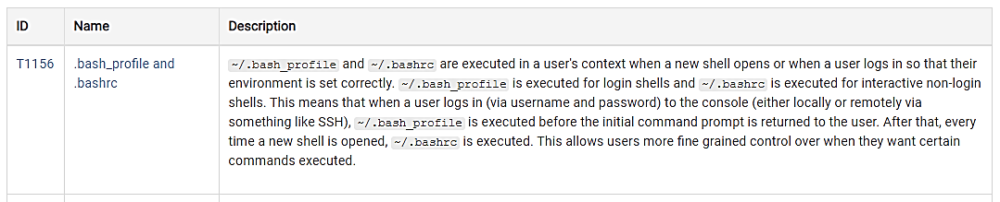 ID Name Description
T1156 .bash_profile and ~/.bash_profile and ~/.bashrc are executed in a user's context when a new shell opens or when a user logs in so that their
.bashrc environment is set correctly. ~/.bash_profile is executed for login shells and ~/.bashrc is executed for interactive non-login
shells. This means that when a user logs in (via username and password) to the console (either locally or remotely via
something like SSH), ~/.bash_profile is executed before the initial command prompt is returned to the user. After that, every
time a new shell is opened, ~/.bashrc is executed. This allows users more fine grained control over when they want certain
commands executed.